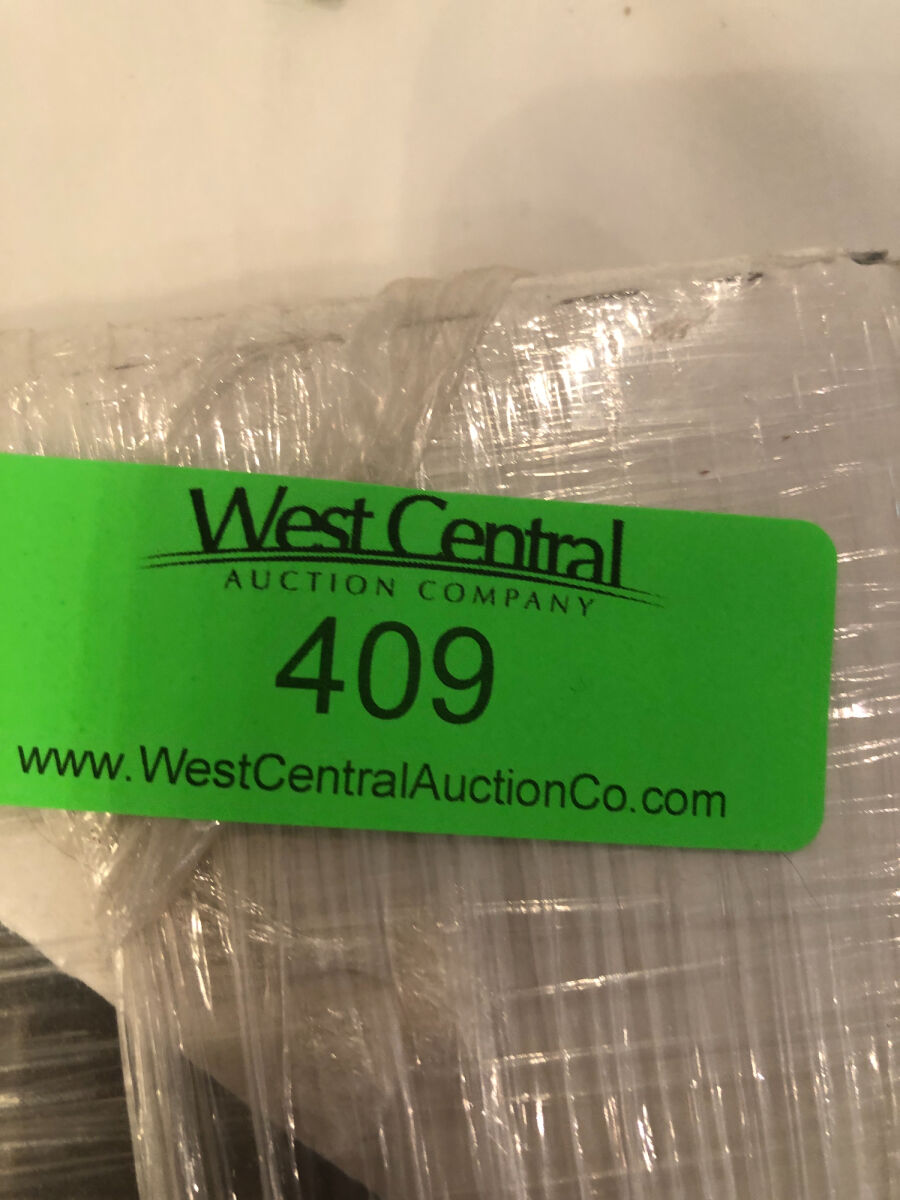 West Central
AUCTION COMPANY
409
www.WestCentralAuctionCo.com